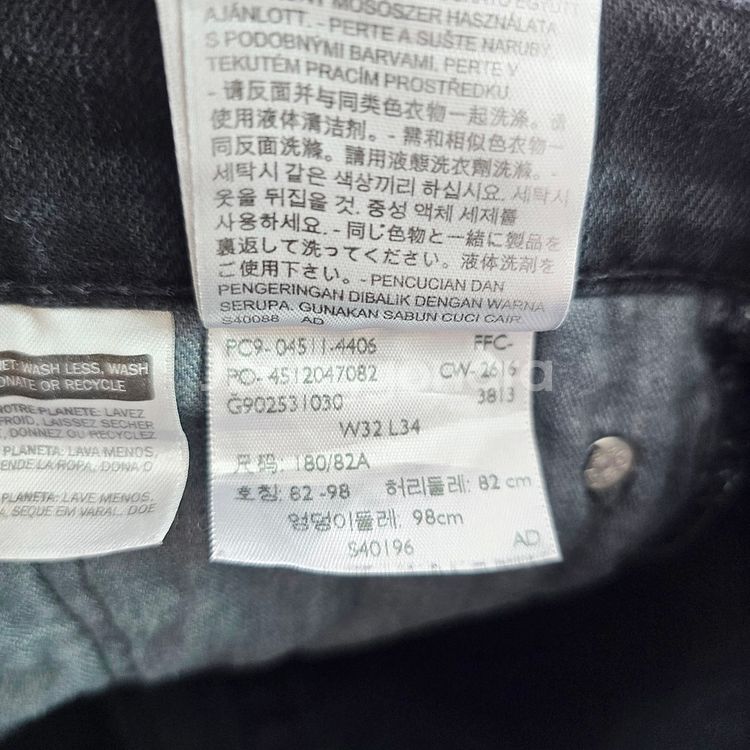 MOSÓSZER HASZNÁLATA
AJÁNLOTT. - PERTE A SUŠTE NARUBY,
S PODOBNÝMI BARVAMI. PERTE V
TEKUTÉM PRACÍM PROSTŘEDKU.
- 请反面并与同类色衣物一起洗涤。请
使用液体清洁剂。- 需和相似色衣物一
同反面洗滌。請用液態洗衣劑洗滌。-
세탁시 같은 색상끼리 하십시요. 세탁시
옷을 뒤집을 것. 중성 액체 세제를
사용하세요. - 同じ色物と一緒に製品を
裏返して洗ってください。液体洗剤を
ご使用下さい。- PENCUCIAN DAN
PENGERINGAN DIBALIK DENGAN WARNA
SERUPA. GUNAKAN SABUN CUCI CAIR.
S40088 AD
PC9- 04511-4406 FFC-
PO- 4512047082 CW- 2616
G902531030 3813
W32 L34
尺码: 180/82A
호칭: 82 -98 허리둘레: 82 cm
엉덩이둘레: 98cm
S40196 AD
ET: WASH LESS, WASH
ONATE OR RECYCLE
NOTRE PLANETE: LAVEZ
FROID, LAISSEZ SECHER
, DONNEZ OU RECYCLEZ
PLANETA: LAVA MENOS,
ENDE LA ROPA, DONA O
PLANETA: LAVE MENOS,
A, SEQUE EM VARAL, DOE